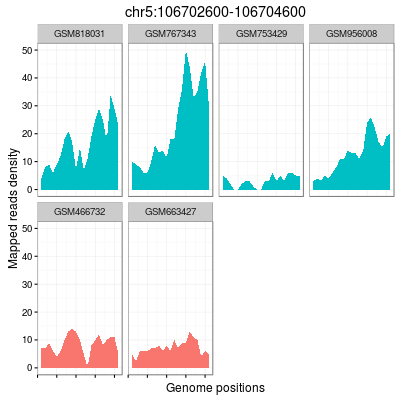 chr5:106702600-106704600
GSM818031 GSM767343 GSM753429 GSM956008
50
40
30
20
10
0
Mapped reads density
GSM466732 GSM663427
50
40
30
20
10
0
Genome positions